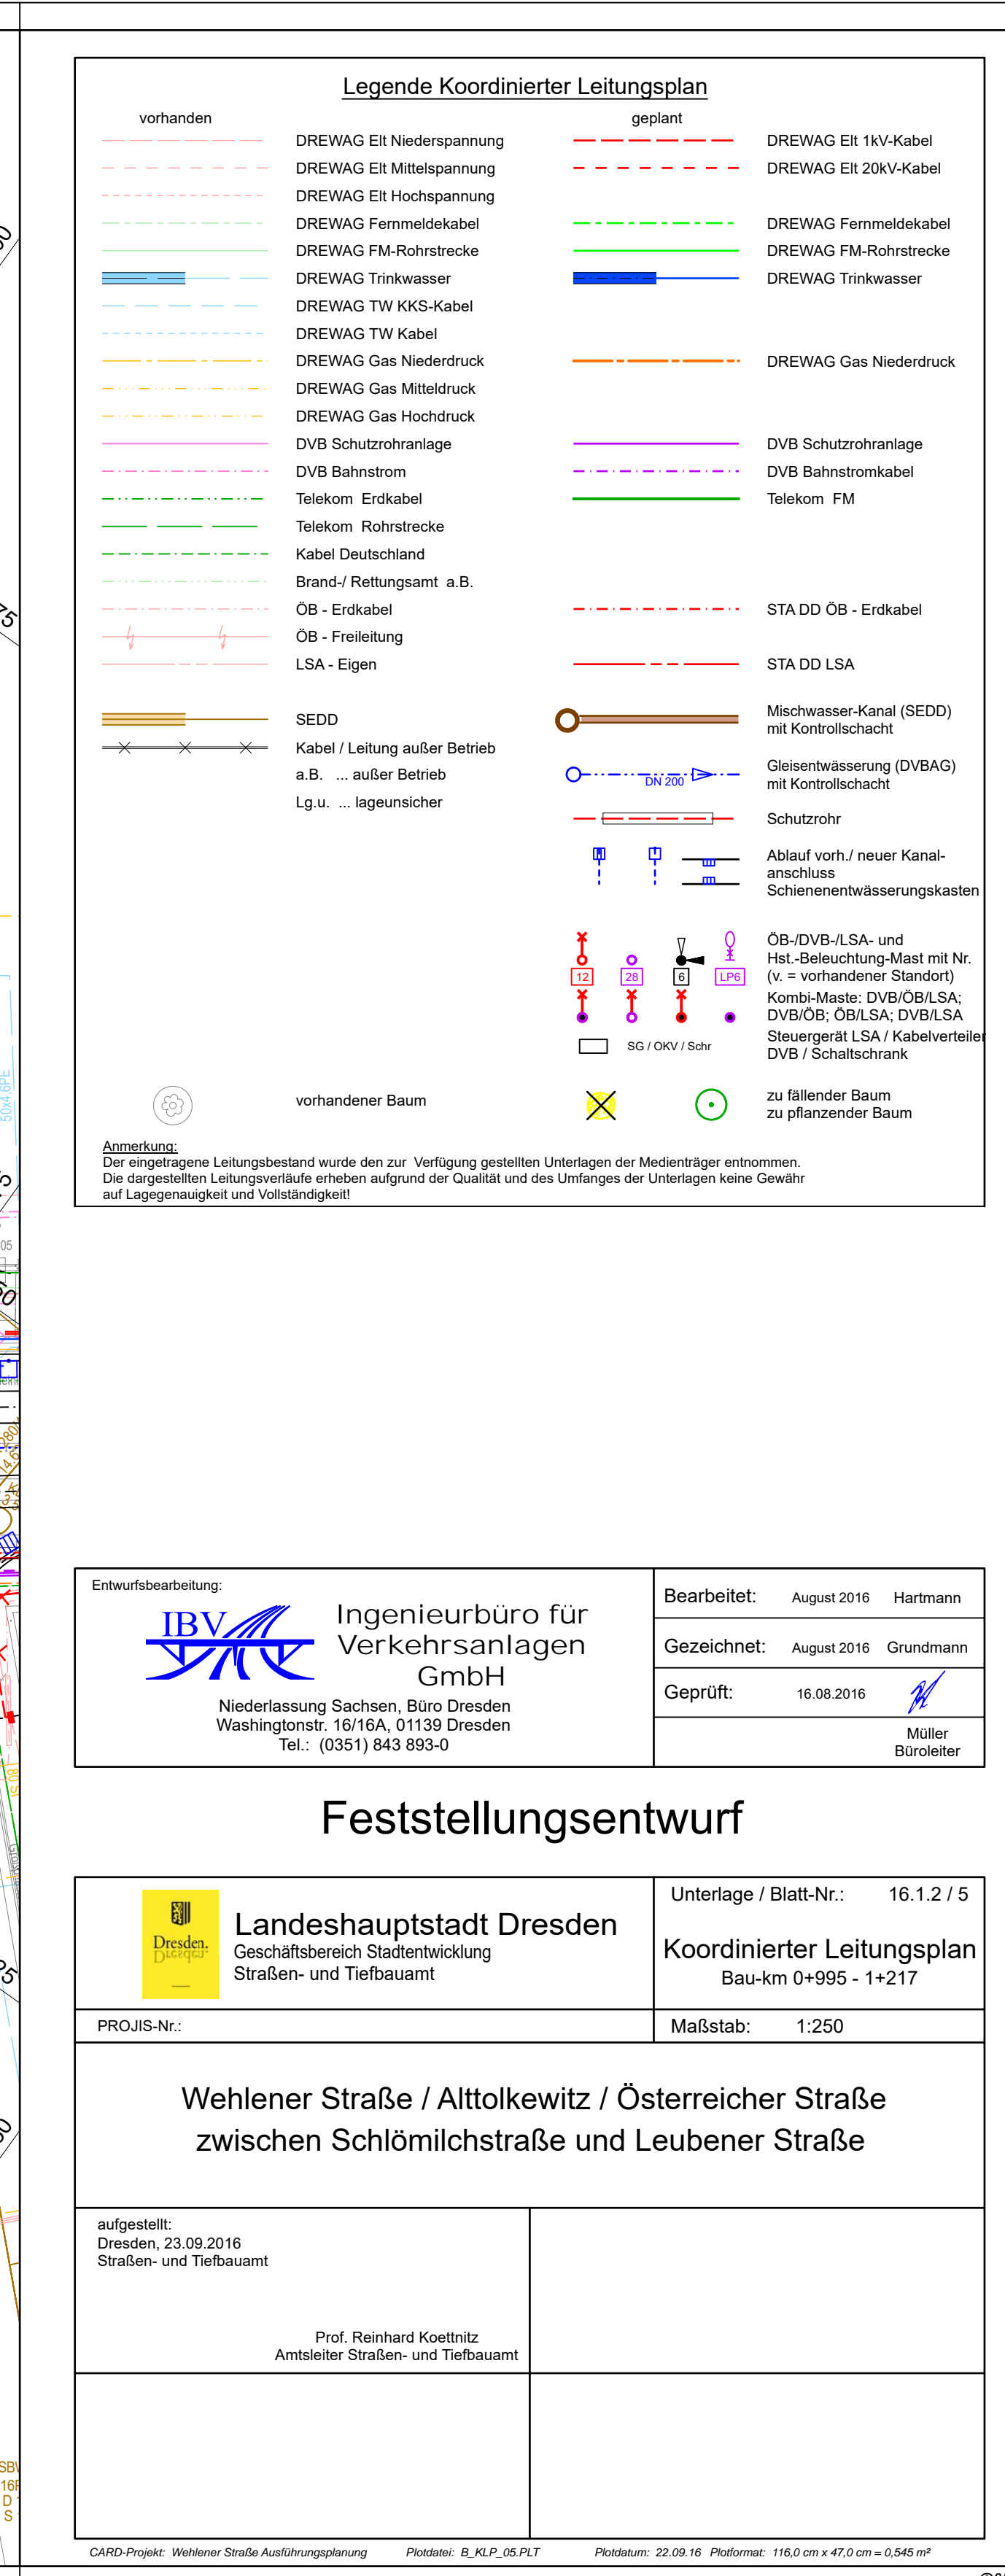 Legende Koordinierter Leitungsplan
vorhanden
geplant
DREWAG Elt Niederspannung
DREWAG Elt 1kV-Kabel
DREWAG Elt Mittelspannung
DREWAG Elt 20kV-Kabel
DREWAG Elt Hochspannung
DREWAG Fernmeldekabel
DREWAG Fernmeldekabel
DREWAG FM-Rohrstrecke
DREWAG FM-Rohrstrecke
DREWAG Trinkwasser
DREWAG Trinkwasser
DREWAG TW KKS-Kabel
DREWAG TW Kabel
DREWAG Gas Niederdruck
DREWAG Gas Niederdruck
DREWAG Gas Mitteldruck
DREWAG Gas Hochdruck
DVB Schutzrohranlage
DVB Schutzrohranlage
DVB Bahnstrom
DVB Bahnstromkabel
Telekom Erdkabel
Telekom FM
Telekom Rohrstrecke
Kabel Deutschland
Brand-/ Rettungsamt a.B.
ÖB - Erdkabel
STA DD ÖB - Erdkabel
ÖB - Freileitung
LSA - Eigen
STA DD LSA
SEDD
Mischwasser-Kanal (SEDD)
mit Kontrollschacht
Kabel / Leitung außer Betrieb
a.B. ... außer Betrieb
Lg.u. ... lageunsicher
DN 200
Gleisentwässerung (DVBAG)
mit Kontrollschacht
Schutzrohr
Ablauf vorh./ neuer Kanal-
anschluss
Schienenentwässerungskasten
12
28
6
LP6
ÖB-/DVB-/LSA- und
Hst.-Beleuchtung-Mast mit Nr.
(v. = vorhandener Standort)
Kombi-Maste: DVB/ÖB/LSA;
DVB/ÖB; ÖB/LSA; DVB/LSA
SG / OKV / Schr
Steuergerät LSA / Kabelverteiler
DVB / Schaltschrank
vorhandener Baum
zu fällender Baum
zu pflanzender Baum
Anmerkung:
Der eingetragene Leitungsbestand wurde den zur Verfügung gestellten Unterlagen der Medienträger entnommen.
Die dargestellten Leitungsverläufe erheben aufgrund der Qualität und des Umfanges der Unterlagen keine Gewähr
auf Lagegenauigkeit und Vollständigkeit!
50x4.6PE
Entwurfsbearbeitung:
IBV
Ingenieurbüro für
Verkehrsanlagen
GmbH
Niederlassung Sachsen, Büro Dresden
Washingtonstr. 16/16A, 01139 Dresden
Tel.: (0351) 843 893-0
Bearbeitet: August 2016 Hartmann
Gezeichnet: August 2016 Grundmann
Geprüft: 16.08.2016
Müller
Büroleiter
Feststellungsentwurf
Dresden.
Dresden.
Landeshauptstadt Dresden
Geschäftsbereich Stadtentwicklung
Straßen- und Tiefbauamt
Unterlage / Blatt-Nr.: 16.1.2 / 5
Koordinierter Leitungsplan
Bau-km 0+995 - 1+217
PROJIS-Nr.:
Maßstab: 1:250
Wehlener Straße / Alttolkewitz / Österreicher Straße
zwischen Schlömilchstraße und Leubener Straße
aufgestellt:
Dresden, 23.09.2016
Straßen- und Tiefbauamt
Prof. Reinhard Koettnitz
Amtsleiter Straßen- und Tiefbauamt
CARD-Projekt: Wehlener Straße Ausführungsplanung Plotdatei: B_KLP_05.PLT Plotdatum: 22.09.16 Plotformat: 116,0 cm x 47,0 cm = 0,545 m²